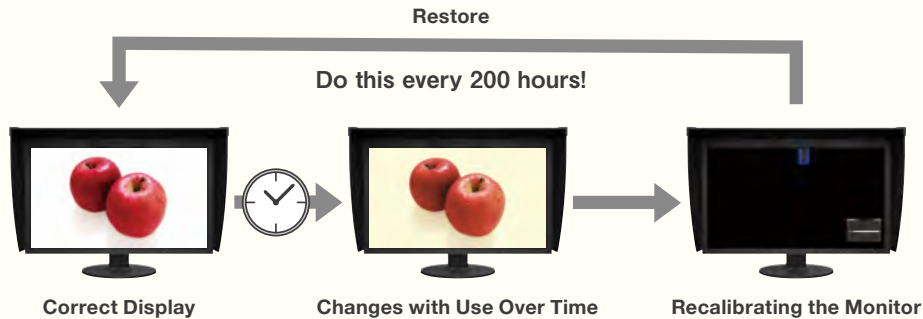 Restore
Do this every 200 hours!
Correct Display
Changes with Use Over Time
Recalibrating the Monitor